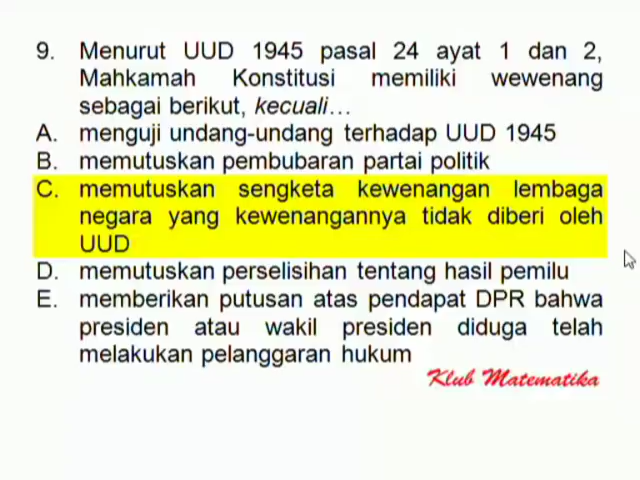 9. Menurut UUD 1945 pasal 24 ayat 1 dan 2,
Mahkamah Konstitusi memiliki wewenang
sebagai berikut, kecuali…
A. menguji undang-undang terhadap UUD 1945
B. memutuskan pembubaran partai politik
C. memutuskan sengketa kewenangan lembaga
negara yang kewenangannya tidak diberi oleh
UUD
D. memutuskan perselisihan tentang hasil pemilu
E. memberikan putusan atas pendapat DPR bahwa
presiden atau wakil presiden diduga telah
melakukan pelanggaran hukum
Klub Matematika